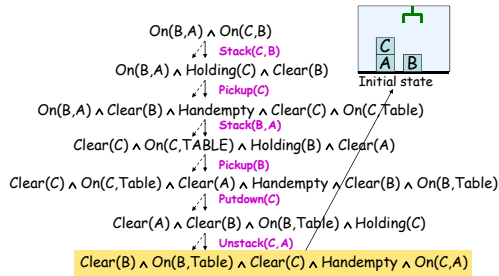 On(B,A) ∧ On(C,B)
Stack(C,B)
On(B,A) ∧ Holding(C) ∧ Clear(B)
Pickup(C)
On(B,A) ∧ Clear(B) ∧ Handempty ∧ Clear(C) ∧ On(C,Table)
Stack(B,A)
Clear(C) ∧ On(C,TABLE) ∧ Holding(B) ∧ Clear(A)
Pickup(B)
Clear(C) ∧ On(C,Table) ∧ Clear(A) ∧ Handempty ∧ Clear(B) ∧ On(B,Table)
Putdown(C)
Clear(A) ∧ Clear(B) ∧ On(B,Table) ∧ Holding(C)
Unstack(C,A)
Clear(B) ∧ On(B,Table) ∧ Clear(C) ∧ Handempty ∧ On(C,A)
C
A B
Initial state